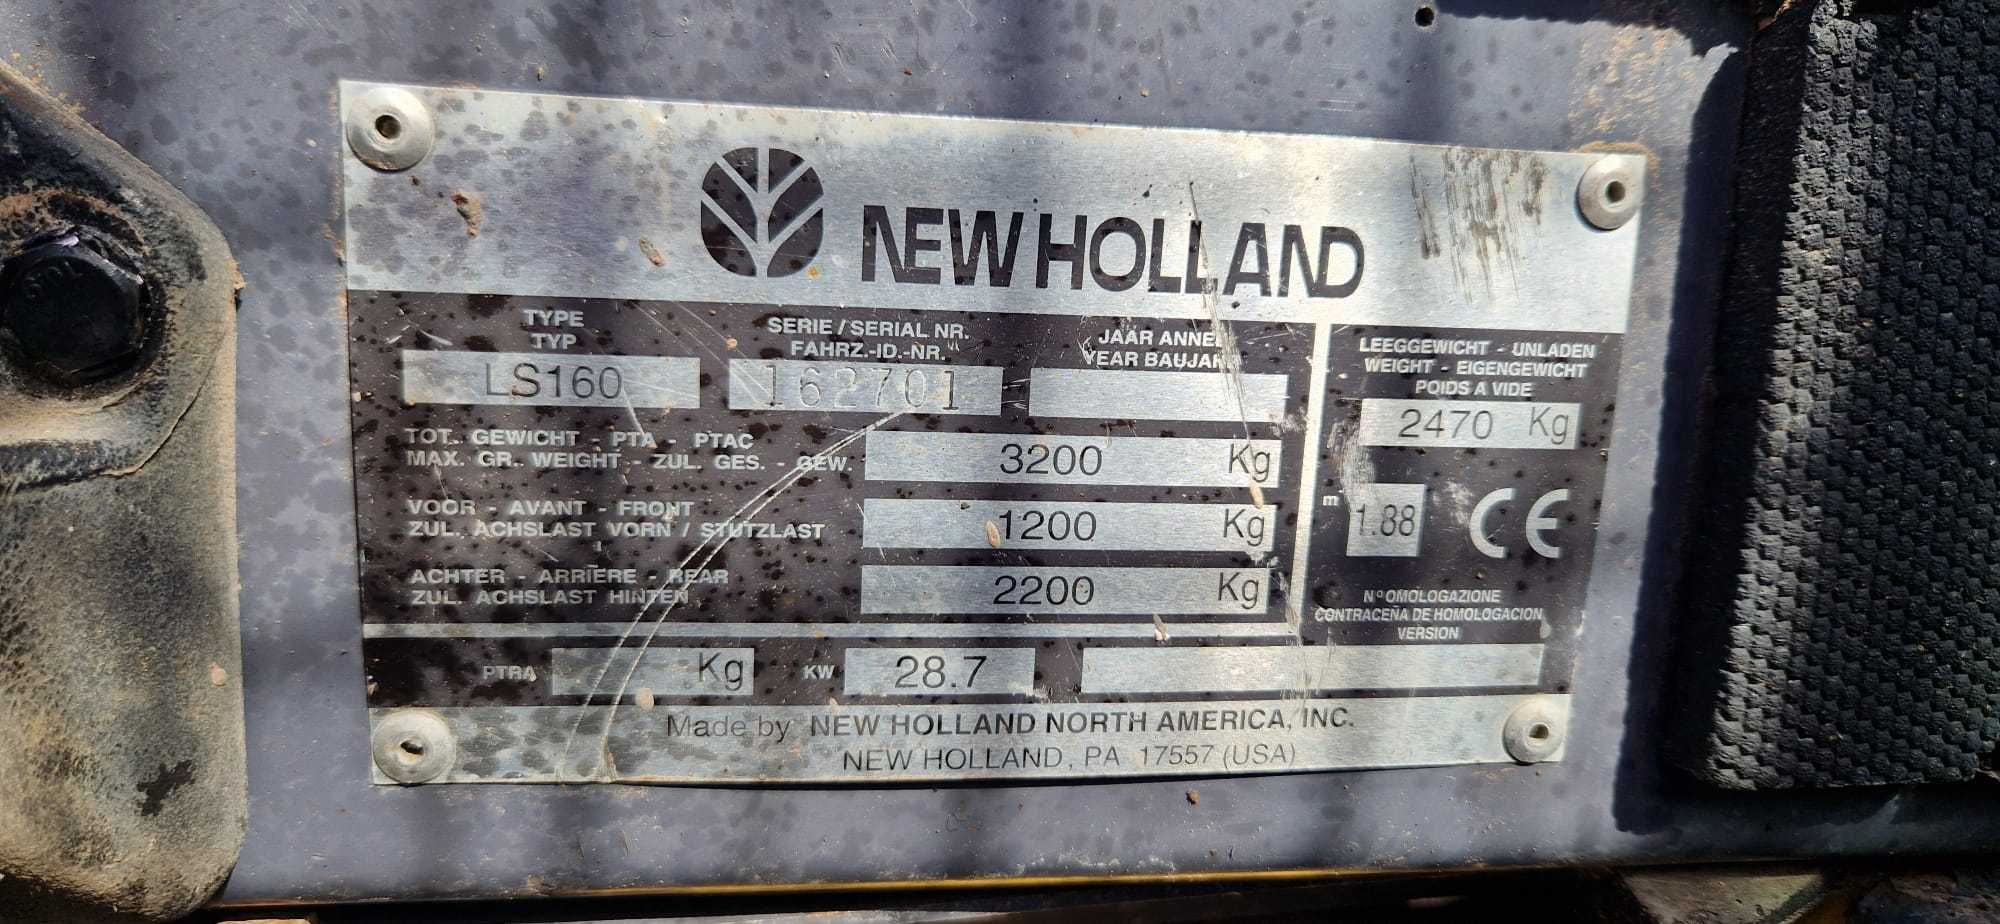 NEW HOLLAND
TYPE
TYP
LS160
SERIE / SERIAL NR.
FAHRZ.-ID.-NR.
162701
JAAR ANNEE
YEAR BAUJAHR
LEEGGEWICHT - UNLADEN
WEIGHT - EIGENGEWICHT
POIDS A VIDE
2470 Kg
TOT. GEWICHT - PTA - PTAC
MAX. GR. WEIGHT - ZUL. GES. - GEW.
3200 Kg
VOOR - AVANT - FRONT
ZUL. ACHSLAST VORN / STUTZLAST
1200 Kg
ACHTER - ARRIÈRE - REAR
ZUL. ACHSLAST HINTEN
2200 Kg
m 1.88
CE
N° OMOLOGAZIONE
CONTRACEÑA DE HOMOLOGACION
VERSION
PTRA Kg
KW 28.7
Made by NEW HOLLAND NORTH AMERICA, INC.
NEW HOLLAND, PA 17557 (USA)